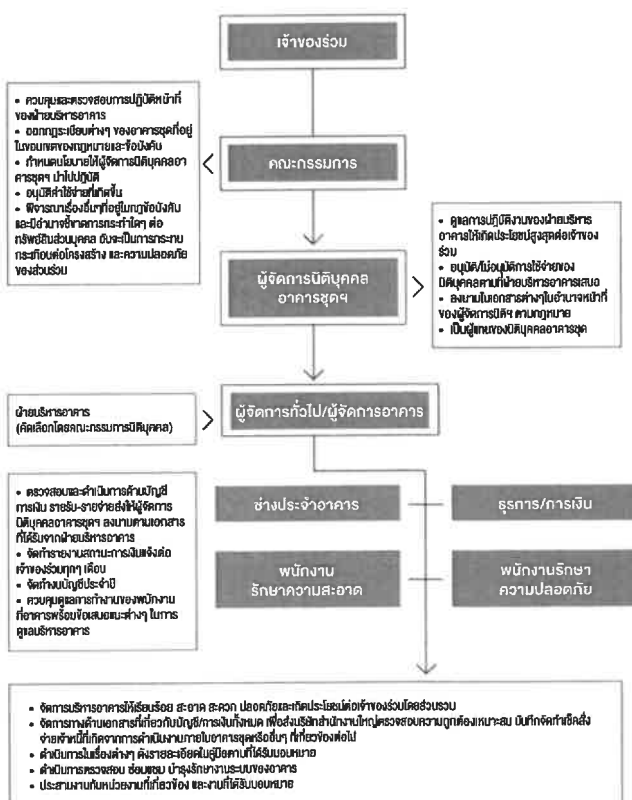 เจ้าของร่วม
• ควบคุมและตรวจสอบการปฏิบัติหน้าที่
ของฝ่ายบริหารอาคาร
• ออกกฎระเบียบต่างๆ ของอาคารชุดที่อยู่
ในขอบเขตของกฎหมายและข้อบังคับ
• กำหนดนโยบายให้ผู้จัดการนิติบุคคลอา
คารชุดฯ นำไปปฏิบัติ
• อนุมัติค่าใช้จ่ายที่เกิดขึ้น
• พิจารณาเรื่องอื่นๆที่อยู่ในกฎข้อบังคับ
และมีอำนาจชี้ขาดการกระทำใดๆ ต่อ
ทรัพย์สินส่วนบุคคล อันจะเป็นการกระทบ
กระเทือนต่อโครงสร้าง และความปลอดภัย
ของส่วนร่วม
คณะกรรมการ
ผู้จัดการนิติบุคคล
อาคารชุดฯ
• ดูแลการปฏิบัติงานของฝ่ายบริหาร
อาคารให้เกิดประโยชน์สูงสุดต่อเจ้าของ
ร่วม
• อนุมัติ/ไม่อนุมัติการใช้จ่ายของ
นิติบุคคลตามที่ฝ่ายบริหารอาคารเสนอ
• ลงนามในเอกสารต่างๆในอำนาจหน้าที่
ของผู้จัดการนิติฯ ตามกฎหมาย
• เป็นผู้แทนของนิติบุคคลอาคารชุด
ฝ่ายบริหารอาคาร
(คัดเลือกโดยคณะกรรมการนิติบุคคล)
ผู้จัดการทั่วไป/ผู้จัดการอาคาร
• ตรวจสอบและดำเนินการด้านบัญชี
การเงิน รายรับ-รายจ่ายส่งให้ผู้จัดการ
นิติบุคคลอาคารชุดฯ ลงนามตามเอกสาร
ที่ได้รับจากฝ่ายบริหารอาคาร
• จัดทำรายงานสถานะการเงินแจ้งต่อ
เจ้าของร่วมทุกๆ เดือน
• จัดทำงบบัญชีประจำปี
• ควบคุมดูแลการทำงานของพนักงาน
ที่อาคารพร้อมข้อเสนอแนะต่างๆ ในการ
ดูแลบริหารอาคาร
ช่างประจำอาคาร
ธุรการ/การเงิน
พนักงาน
รักษาความสะอาด
พนักงานรักษา
ความปลอดภัย
• จัดการบริหารอาคารให้เรียบร้อย สะอาด สะดวก ปลอดภัยและเกิดประโยชน์ต่อเจ้าของร่วมโดยส่วนรวม
• จัดการทางด้านเอกสารที่เกี่ยวกับบัญชี/การเงินทั้งหมด เพื่อส่งบริษัทสำนักงานใหญ่ตรวจสอบความถูกต้องเหมาะสม บันทึกจัดทำเช็คสั่ง
จ่ายเจ้าหนี้ที่เกิดจากการดำเนินงานภายในอาคารชุดหรืออื่นๆ ที่เกี่ยวข้องต่อไป
• ดำเนินการในเรื่องต่างๆ ดังรายละเอียดในคู่มือตามที่ได้รับมอบหมาย
• ดำเนินการตรวจสอบ ซ่อมแซม บำรุงรักษางานระบบของอาคาร
• ประสานงานกับหน่วยงานที่เกี่ยวข้อง และงานที่ได้รับมอบหมาย